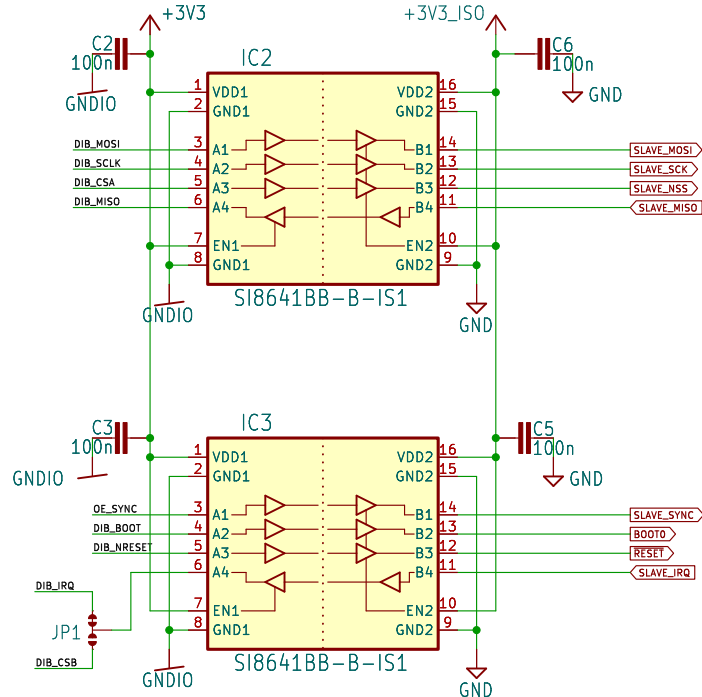 +3V3
+3V3_ISO
C2
100n
GNDIO
C6
100n
GND
IC2
1 VDD1 VDD2 16
2 GND1 GND2 15
DIB_MOSI 3 A1 B1 14 SLAVE_MOSI
DIB_SCLK 4 A2 B2 13 SLAVE_SCK
DIB_CSA 5 A3 B3 12 SLAVE_NSS
DIB_MISO 6 A4 B4 11 SLAVE_MISO
7 EN1 EN2 10
8 GND1 GND2 9
SI8641BB-B-IS1
GNDIO
GND
C3
100n
GNDIO
C5
100n
GND
IC3
1 VDD1 VDD2 16
2 GND1 GND2 15
OE_SYNC 3 A1 B1 14 SLAVE_SYNC
DIB_BOOT 4 A2 B2 13 BOOT0
DIB_NRESET 5 A3 B3 12 RESET
6 A4 B4 11 SLAVE_IRQ
DIB_IRQ
7 EN1 EN2 10
JP1
8 GND1 GND2 9
DIB_CSB
SI8641BB-B-IS1
GNDIO
GND